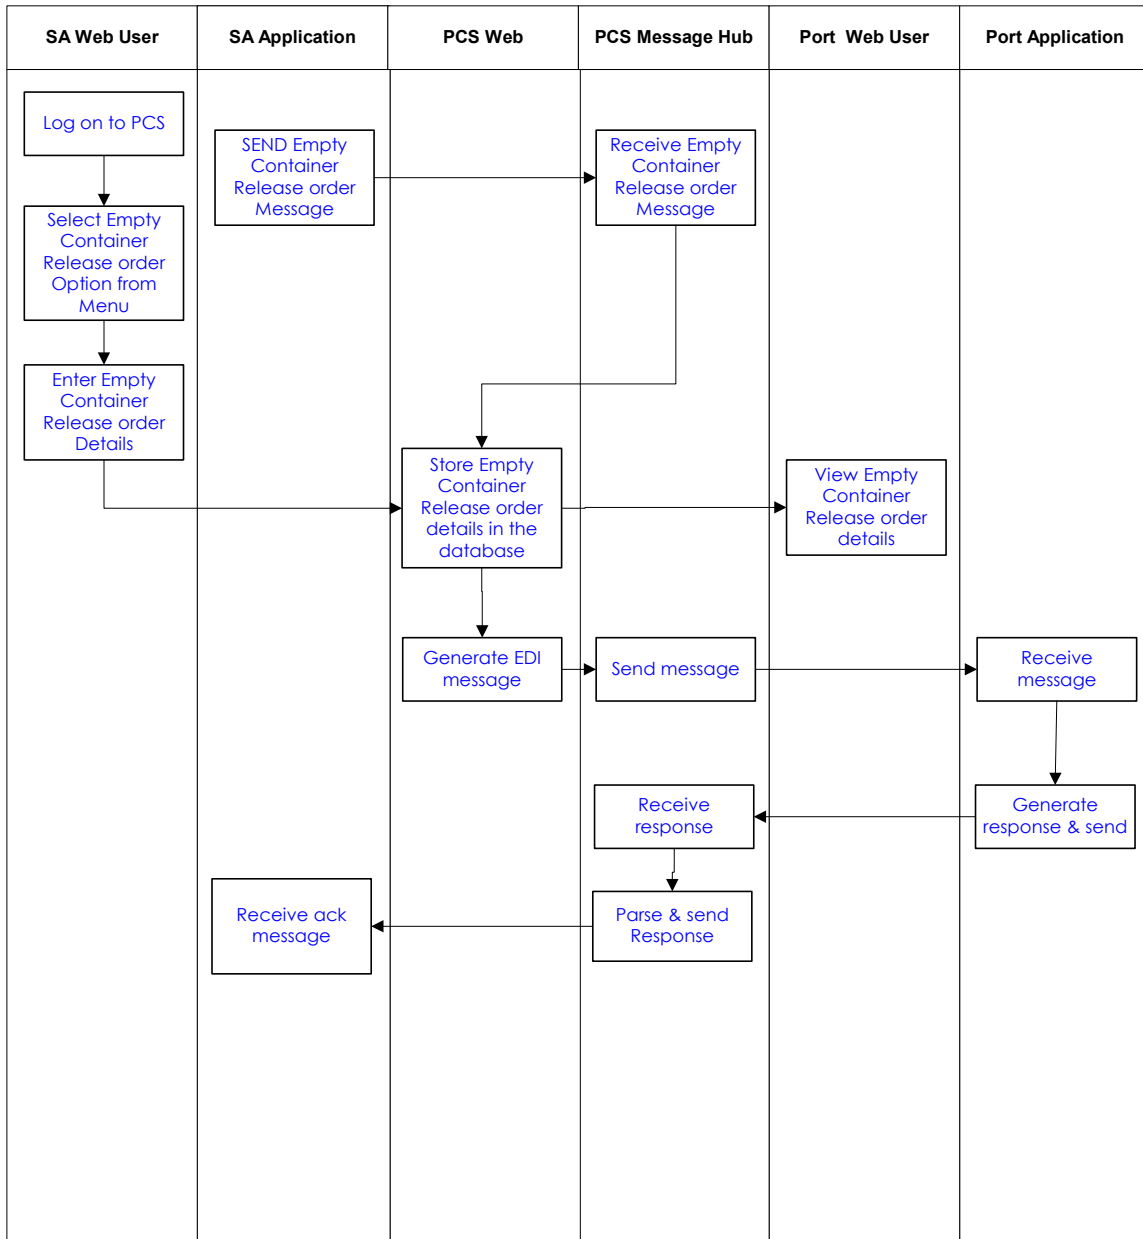 SA Web User
SA Application
PCS Web
PCS Message Hub
Port Web User
Port Application
Log on to PCS
SEND Empty
Container
Release order
Message
Receive Empty
Container
Release order
Message
Select Empty
Container
Release order
Option from
Menu
Enter Empty
Container
Release order
Details
Store Empty
Container
Release order
details in the
database
View Empty
Container
Release order
details
Generate EDI
message
Send message
Receive
message
Receive
response
Generate
response & send
Receive ack
message
Parse & send
Response